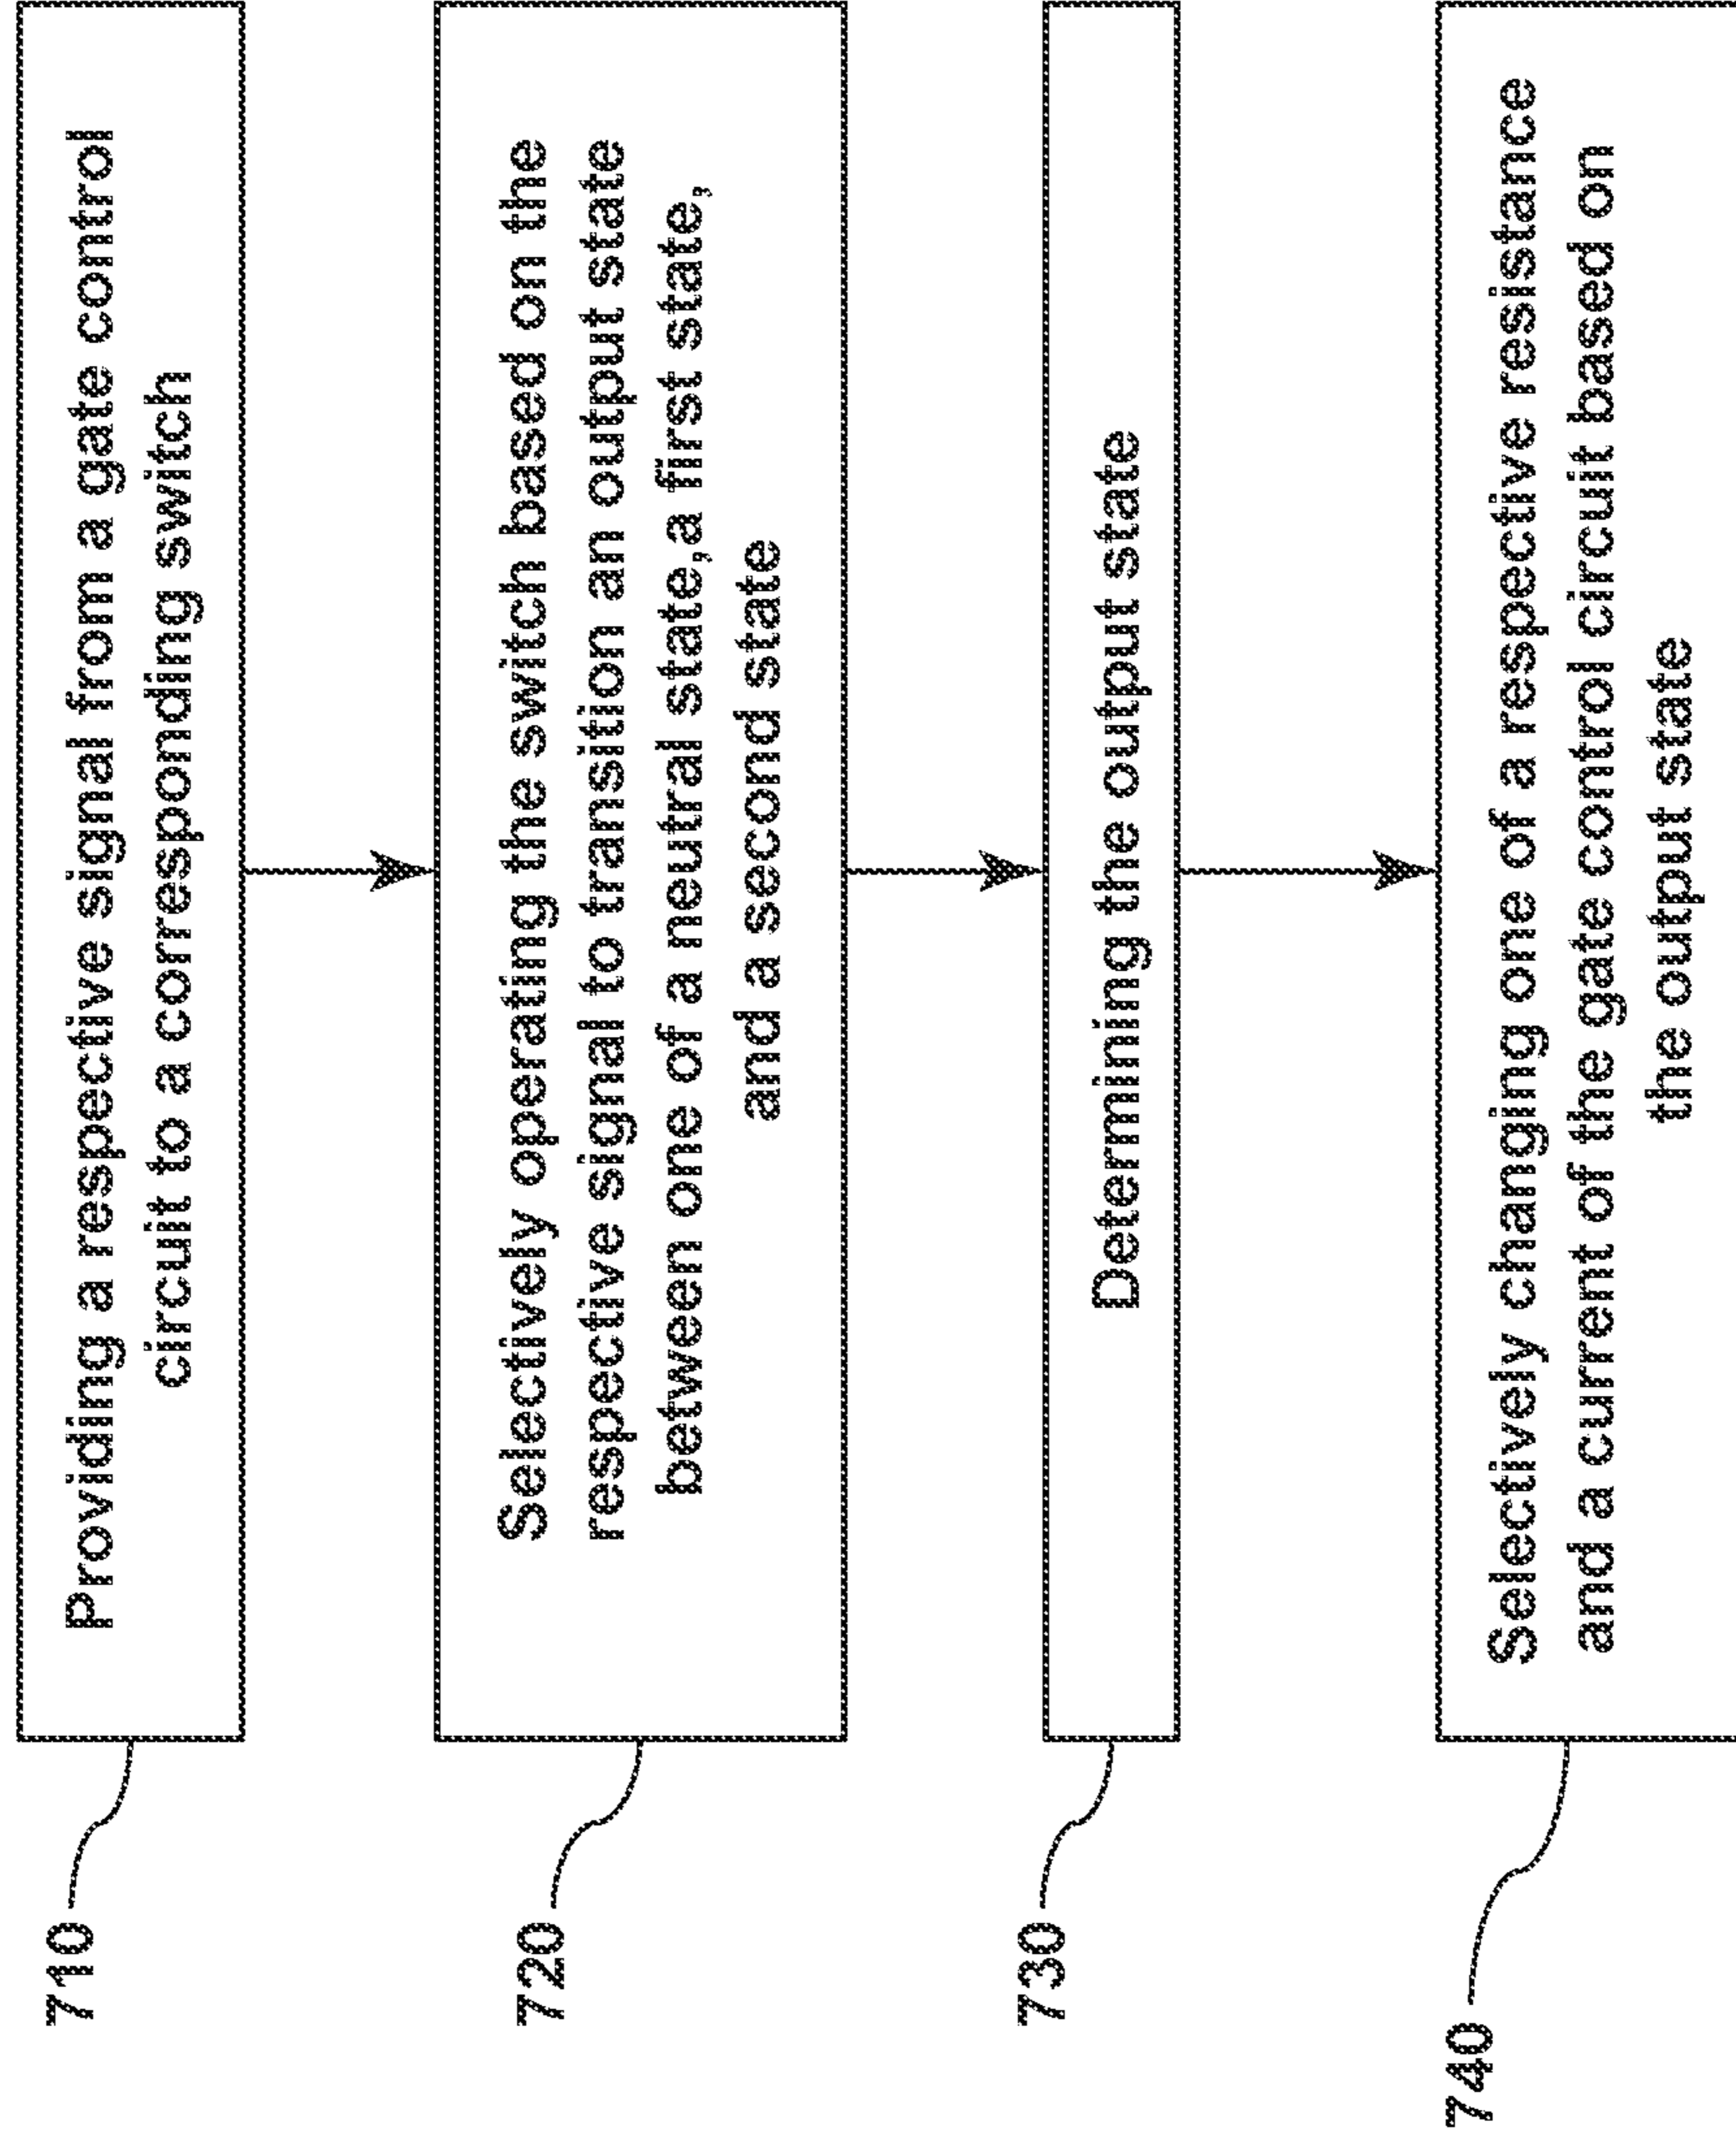 710
Providing a respective signal from a gate control
circuit to a corresponding switch
720
Selectively operating the switch based on the
respective signal to transition an output state
between one of a neutral state,a first state,
and a second state
730
Determining the output state
740
Selectively changing one of a respective resistance
and a current of the gate control circuit based on
the output state